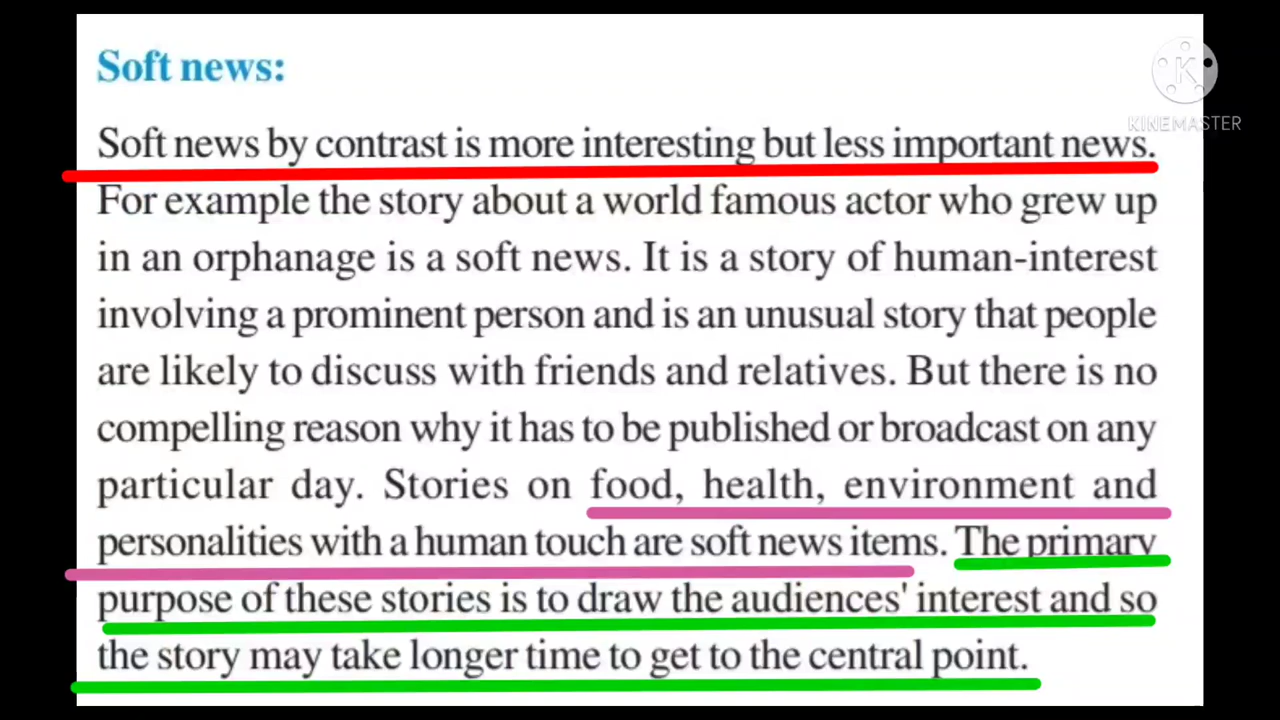 Soft news:
K
KINEMASTER
Soft news by contrast is more interesting but less important news.
For example the story about a world famous actor who grew up
in an orphanage is a soft news. It is a story of human-interest
involving a prominent person and is an unusual story that people
are likely to discuss with friends and relatives. But there is no
compelling reason why it has to be published or broadcast on any
particular day. Stories on food, health, environment and
personalities with a human touch are soft news items. The primary
purpose of these stories is to draw the audiences' interest and so
the story may take longer time to get to the central point.